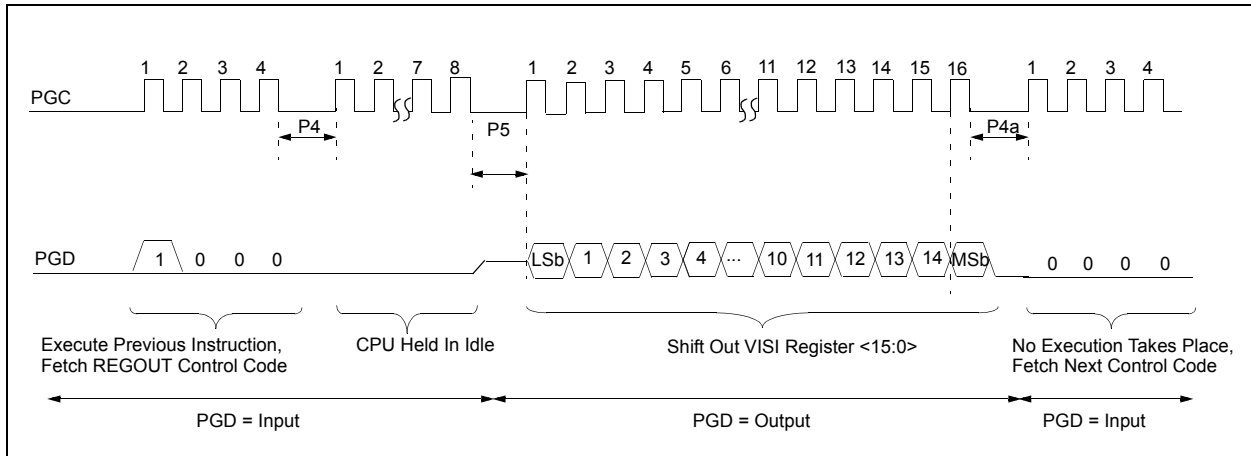 1 2 3 4 1 2 7 8 1 2 3 4 5 6 11 12 13 14 15 16 1 2 3 4
PGC
P4 P5 P4a
PGD 1 0 0 0 LSb 1 2 3 4 ... 10 11 12 13 14 MSb 0 0 0 0
Execute Previous Instruction,
Fetch REGOUT Control Code
CPU Held In Idle
Shift Out VISI Register <15:0>
No Execution Takes Place,
Fetch Next Control Code
PGD = Input PGD = Output PGD = Input